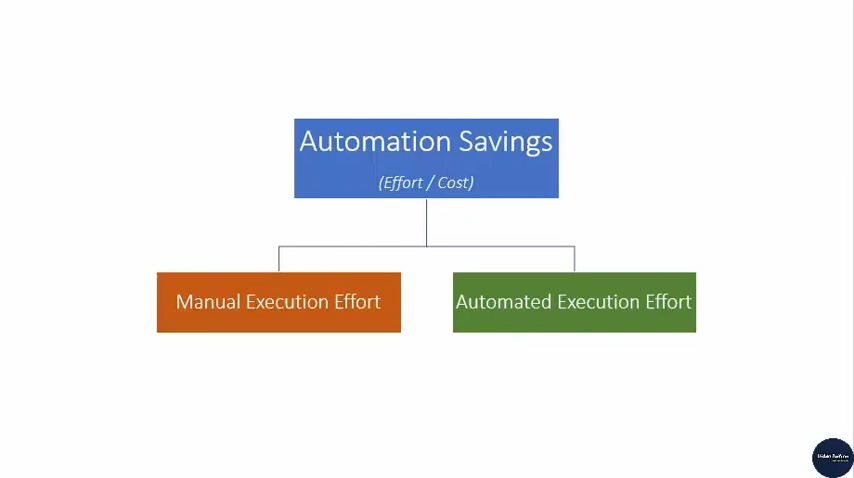 Automation Savings
(Effort / Cost)
Manual Execution Effort
Automated Execution Effort